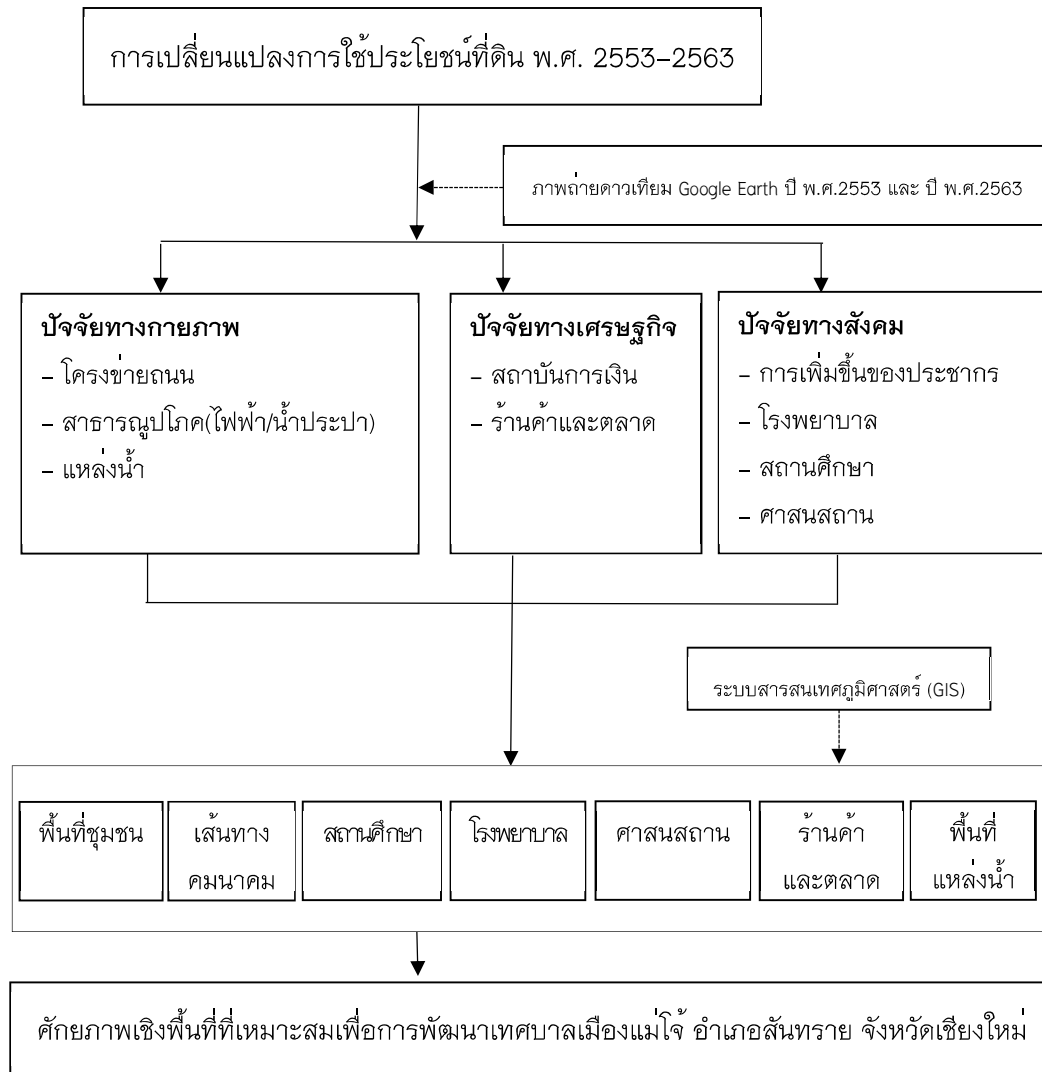 การเปลี่ยนแปลงการใช้ประโยชน์ที่ดิน พ.ศ. 2553–2563
ภาพถ่ายดาวเทียม Google Earth ปี พ.ศ.2553 และ ปี พ.ศ.2563
ปัจจัยทางกายภาพ
– โครงข่ายถนน
– สาธารณูปโภค(ไฟฟ้า/น้ำประปา)
– แหล่งน้ำ
ปัจจัยทางเศรษฐกิจ
– สถาบันการเงิน
– ร้านค้าและตลาด
ปัจจัยทางสังคม
– การเพิ่มขึ้นของประชากร
– โรงพยาบาล
– สถานศึกษา
– ศาสนสถาน
ระบบสารสนเทศภูมิศาสตร์ (GIS)
พื้นที่ชุมชน
เส้นทาง
คมนาคม
สถานศึกษา
โรงพยาบาล
ศาสนสถาน
ร้านค้า
และตลาด
พื้นที่
แหล่งน้ำ
ศักยภาพเชิงพื้นที่ที่เหมาะสมเพื่อการพัฒนาเทศบาลเมืองแม่โจ้ อำเภอสันทราย จังหวัดเชียงใหม่